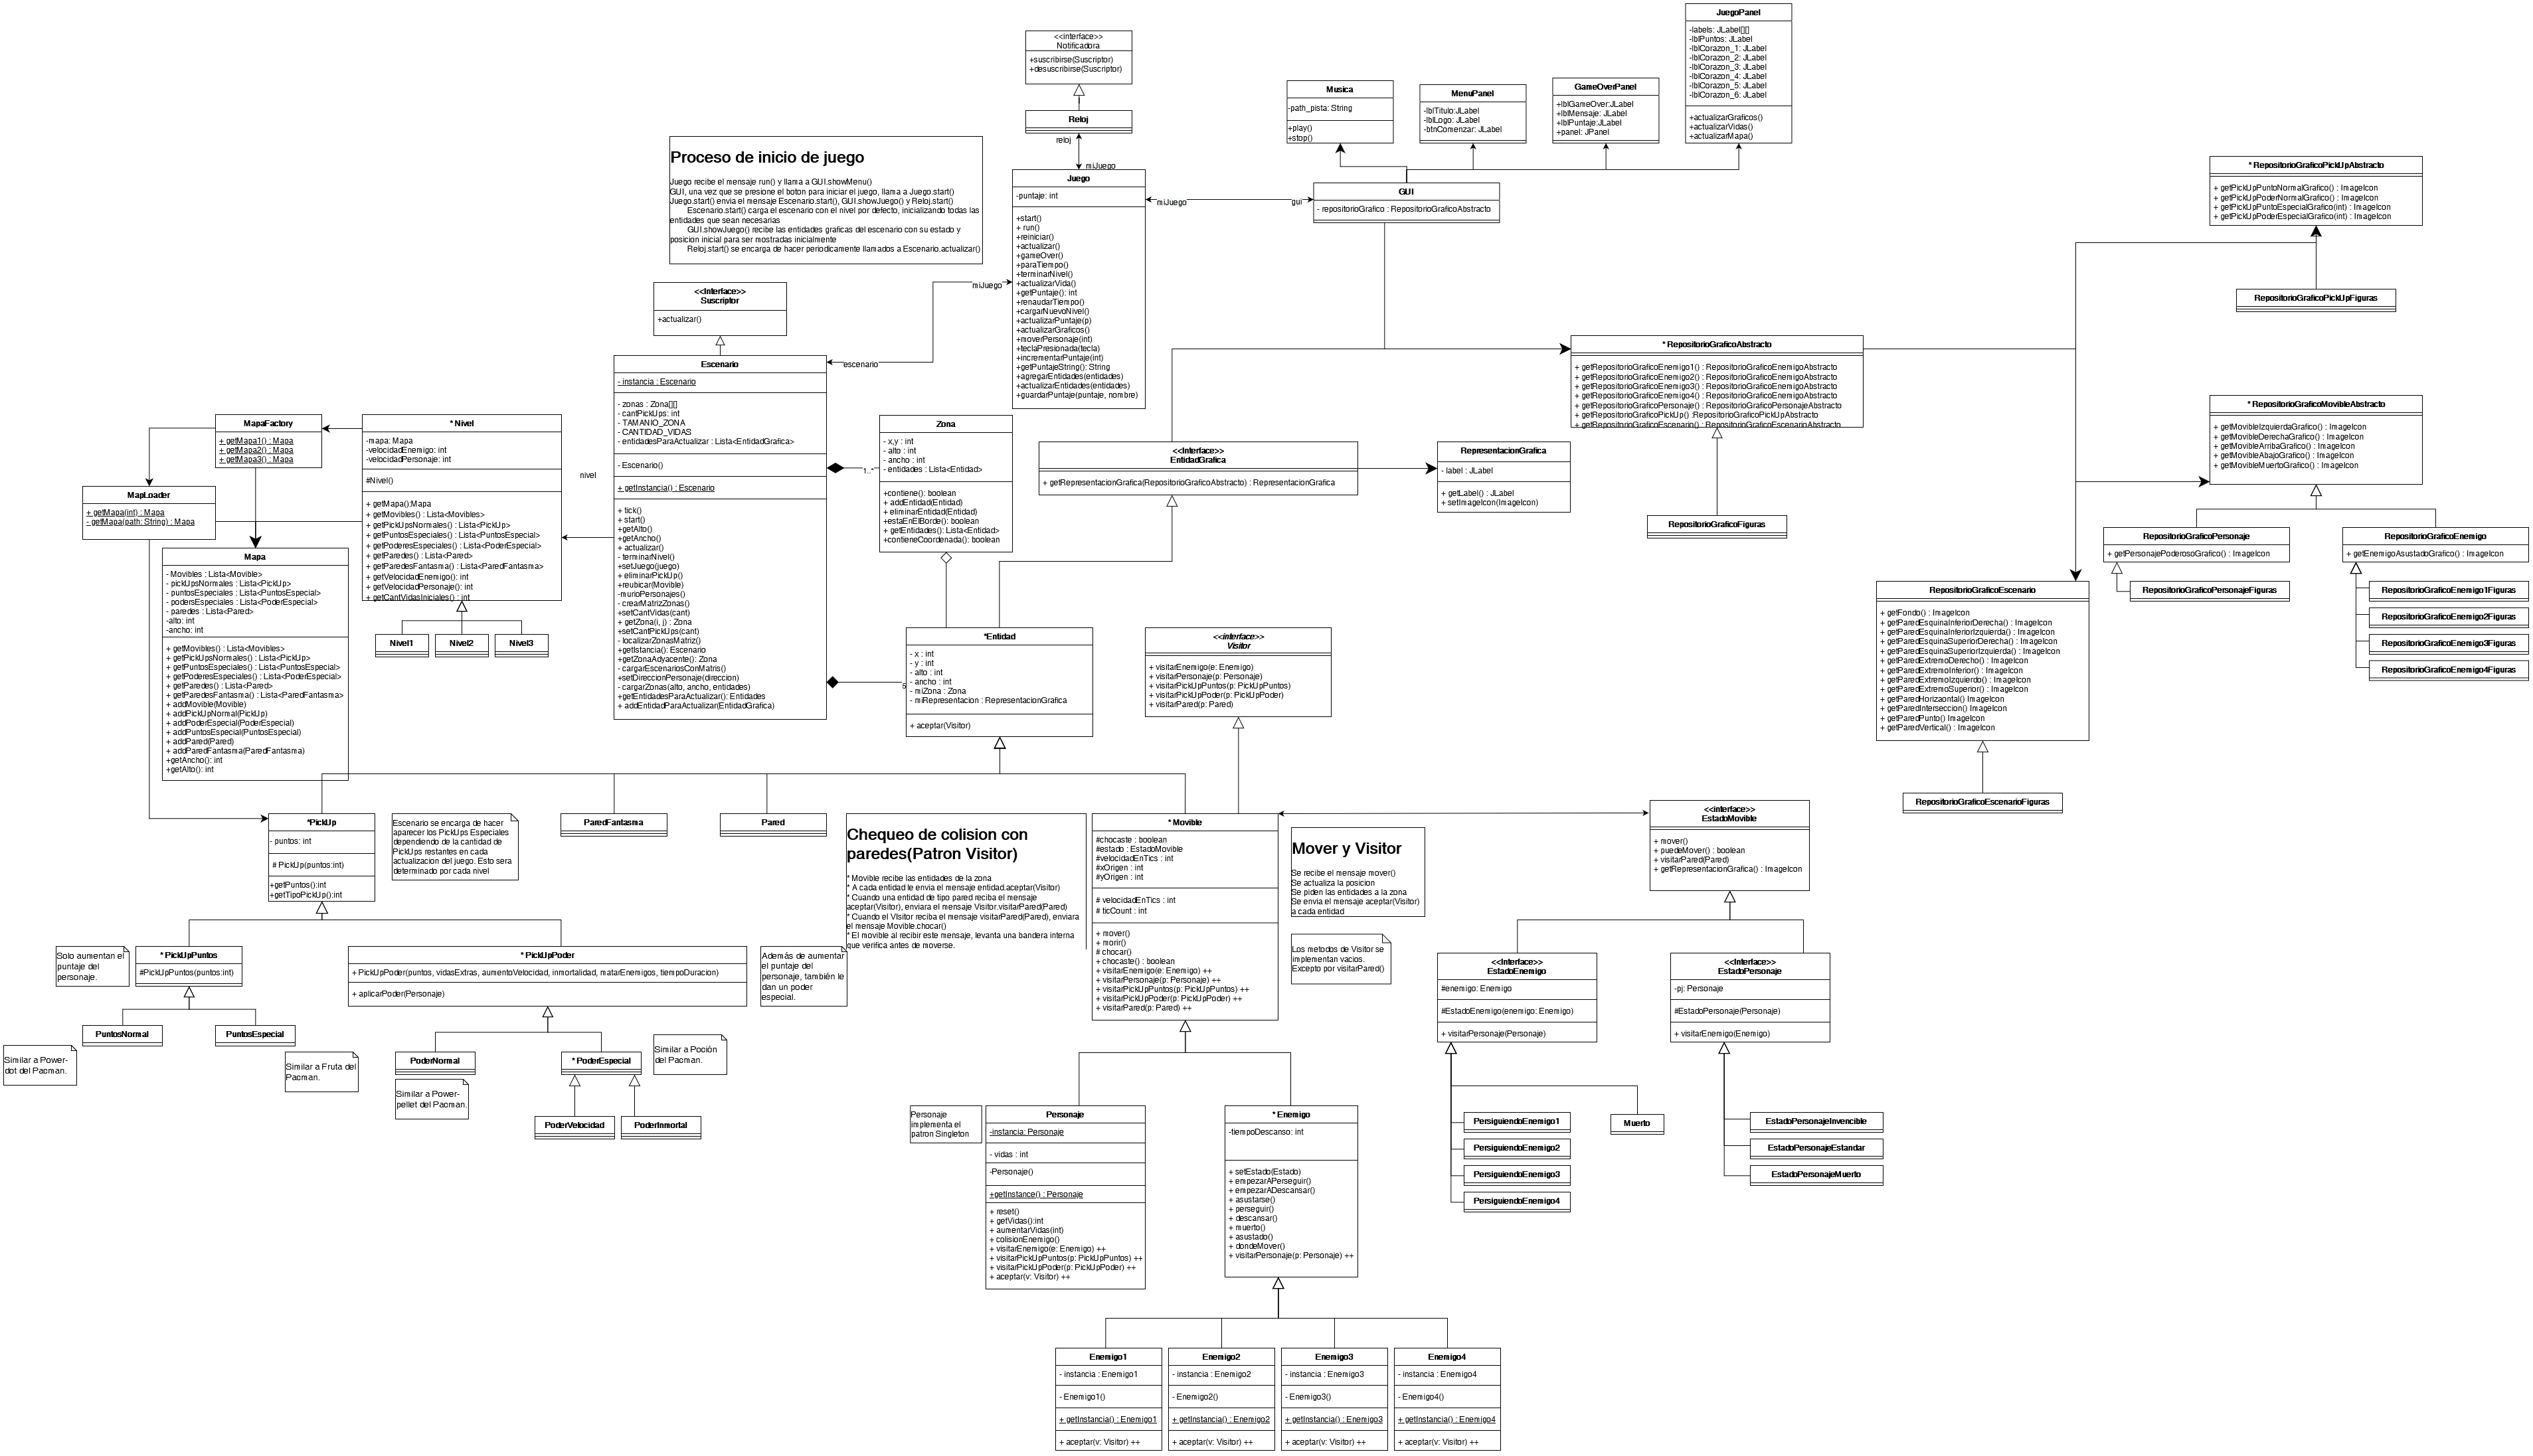 <<interface>>
Notificadora
+suscribirse(Suscriptor)
+desuscribirse(Suscriptor)
Reloj
reloj
miJuego
Proceso de inicio de juego
Juego recibe el mensaje run() y llama a GUI.showMenu()
GUI, una vez que se presione el boton para iniciar el juego, llama a Juego.start()
Juego.start() envia el mensaje Escenario.start(), GUI.showJuego() y Reloj.start()
Escenario.start() carga el escenario con el nivel por defecto, inicializando todas las
entidades que sean necesarias
GUI.showJuego() recibe las entidades graficas del escenario con su estado y
posicion inicial para ser mostradas inicialmente
Reloj.start() se encarga de hacer periodicamente llamados a Escenario.actualizar()
Juego
-puntaje: int
+start()
+ run()
+reiniciar()
+actualizar()
+gameOver()
+paraTiempo()
+terminarNivel()
+actualizarVida()
+getPuntaje(): int
+renaudarTiempo()
+cargarNuevoNivel()
+actualizarPuntaje(p)
+actualizarGraficos()
+moverPersonaje(int)
+teclaPresionada(tecla)
+incrementarPuntaje(int)
+getPuntajeString(): String
+agregarEntidades(entidades)
+actualizarEntidades(entidades)
+guardarPuntaje(puntaje, nombre)
miJuego
gui
miJuego
escenario
Musica
-path_pista: String
+play()
+stop()
MenuPanel
-lblTitulo:JLabel
-lblLogo: JLabel
-btnComenzar: JLabel
GameOverPanel
+lblGameOver:JLabel
+lblMensaje: JLabel
+lblPuntaje:JLabel
+panel: JPanel
JuegoPanel
-labels: JLabel[][]
-lblPuntos: JLabel
-lblCorazon_1: JLabel
-lblCorazon_2: JLabel
-lblCorazon_3: JLabel
-lblCorazon_4: JLabel
-lblCorazon_5: JLabel
-lblCorazon_6: JLabel
+actualizarGraficos()
+actualizarVidas()
+actualizarMapa()
GUI
- repositorioGrafico : RepositorioGraficoAbstracto
* RepositorioGraficoPickUpAbstracto
+ getPickUpPuntoNormalGrafico() : ImageIcon
+ getPickUpPoderNormalGrafico() : ImageIcon
+ getPickUpPuntoEspecialGrafico(int) : ImageIcon
+ getPickUpPoderEspecialGrafico(int) : ImageIcon
RepositorioGraficoPickUpFiguras
<<Interface>>
Suscriptor
+actualizar()
Escenario
- instancia : Escenario
- zonas : Zona[][]
- cantPickUps: int
- TAMANIO_ZONA
- CANTIDAD_VIDAS
- entidadesParaActualizar : Lista<EntidadGrafica>
- Escenario()
+ getInstancia() : Escenario
+ tick()
+ start()
+getAlto()
+getAncho()
+ actualizar()
- terminarNivel()
+setJuego(juego)
+ eliminarPickUp()
+reubicar(Movible)
-murioPersonajes()
- crearMatrizZonas()
+setCantVidas(cant)
+ getZona(i, j) : Zona
+setCantPickUps(cant)
- localizarZonasMatriz()
+getIstancia(): Escenario
+getZonaAdyacente(): Zona
- cargarEscenariosConMatris()
+setDireccionPersonaje(direccion)
- cargarZonas(alto, ancho, entidades)
+getEntidadesParaActualizar(): Entidades
+ addEntidadParaActualizar(EntidadGrafica)
1..*
5
nivel
Zona
- x,y : int
- alto : int
- ancho : int
- entidades : Lista<Entidad>
+contiene(): boolean
+ addEntidad(Entidad)
+ eliminarEntidad(Entidad)
+estaEnElBorde(): boolean
+ getEntidades(): Lista<Entidad>
+contieneCoordenada(): boolean
<<Interface>>
EntidadGrafica
+ getRepresentacionGrafica(RepositorioGraficoAbstracto) : RepresentacionGrafica
RepresentacionGrafica
- label : JLabel
+ getLabel() : JLabel
+ setImageIcon(ImageIcon)
* RepositorioGraficoAbstracto
+ getRepositorioGraficoEnemigo1() : RepositorioGraficoEnemigoAbstracto
+ getRepositorioGraficoEnemigo2() : RepositorioGraficoEnemigoAbstracto
+ getRepositorioGraficoEnemigo3() : RepositorioGraficoEnemigoAbstracto
+ getRepositorioGraficoEnemigo4() : RepositorioGraficoEnemigoAbstracto
+ getRepositorioGraficoPersonaje() : RepositorioGraficoPersonajeAbstracto
+ getRepositorioGraficoPickUp() :RepositorioGraficoPickUpAbstracto
+ getRepositorioGraficoEscenario() : RepositorioGraficoEscenarioAbstracto
RepositorioGraficoFiguras
* RepositorioGraficoMovibleAbstracto
+ getMovibleIzquierdaGrafico() : ImageIcon
+ getMovibleDerechaGrafico() : ImageIcon
+ getMovibleArribaGrafico() : ImageIcon
+ getMovibleAbajoGrafico() : ImageIcon
+ getMovibleMuertoGrafico() : ImageIcon
RepositorioGraficoPersonaje
+ getPersonajePoderosoGrafico() : ImageIcon
RepositorioGraficoPersonajeFiguras
RepositorioGraficoEnemigo
+ getEnemigoAsustadoGrafico() : ImageIcon
RepositorioGraficoEnemigo1Figuras
RepositorioGraficoEnemigo2Figuras
RepositorioGraficoEnemigo3Figuras
RepositorioGraficoEnemigo4Figuras
RepositorioGraficoEscenario
+ getFondo() : ImageIcon
+ getParedEsquinaInferiorDerecha() : ImageIcon
+ getParedEsquinaInferiorIzquierda() : ImageIcon
+ getParedEsquinaSuperiorDerecha() : ImageIcon
+ getParedEsquinaSuperiorIzquierda() : ImageIcon
+ getParedExtremoDerecho() : ImageIcon
+ getParedExtremoInferior() : ImageIcon
+ getParedExtremoIzquierdo() : ImageIcon
+ getParedExtremoSuperior() : ImageIcon
+ getParedHorizaontal() : ImageIcon
+ getParedInterseccion() ImageIcon
+ getParedPunto() ImageIcon
+ getParedVertical() : ImageIcon
RepositorioGraficoEscenarioFiguras
MapaFactory
+ getMapa1() : Mapa
+ getMapa2() : Mapa
+ getMapa3() : Mapa
MapLoader
+ getMapa(int) : Mapa
- getMapa(path: String) : Mapa
* Nivel
-mapa: Mapa
-velocidadEnemigo: int
-velocidadPersonaje: int
#Nivel()
+ getMapa():Mapa
+ getMovibles() : Lista<Movibles>
+ getPickUpsNormales() : Lista<PickUp>
+ getPuntosEspeciales() : Lista<PuntosEspecial>
+ getPoderesEspeciales() : Lista<PoderEspecial>
+ getParedes() : Lista<Pared>
+ getParedesFantasma() : Lista<ParedFantasma>
+ getVelocidadEnemigo(): int
+ getVelocidadPersonaje(): int
+ getCantVidasIniciales() : int
Nivel1
Nivel2
Nivel3
Mapa
- Movibles : Lista<Movible>
- pickUpsNormales : Lista<PickUp>
- puntosEspeciales : Lista<PuntosEspecial>
- podersEspeciales : Lista<PoderEspecial>
- paredes : Lista<Pared>
-alto: int
-ancho: int
+ getMovibles() : Lista<Movibles>
+ getPickUpsNormales() : Lista<PickUp>
+ getPuntosEspeciales() : Lista<PuntosEspecial>
+ getPoderesEspeciales() : Lista<PoderEspecial>
+ getParedes() : Lista<Pared>
+ getParedesFantasma() : Lista<ParedFantasma>
+ addMovible(Movible)
+ addPickUpNormal(PickUp)
+ addPoderEspecial(PoderEspecial)
+ addPuntosEspecial(PuntosEspecial)
+ addPared(Pared)
+ addParedFantasma(ParedFantasma)
+getAncho(): int
+getAlto(): int
*Entidad
- x : int
- y : int
- alto : int
- ancho : int
- miZona : Zona
- miRepresentacion : RepresentacionGrafica
+ aceptar(Visitor)
<<interface>>
Visitor
+ visitarEnemigo(e: Enemigo)
+ visitarPersonaje(p: Personaje)
+ visitarPickUpPuntos(p: PickUpPuntos)
+ visitarPickUpPoder(p: PickUpPoder)
+ visitarPared(p: Pared)
*PickUp
- puntos: int
# PickUp(puntos:int)
+getPuntos():int
+getTipoPickUp():int
Escenario se encarga de hacer
aparecer los PickUps Especiales
dependiendo de la cantidad de
PickUps restantes en cada
actualizacion del juego. Esto sera
determinado por cada nivel
ParedFantasma
Pared
Chequeo de colision con
paredes(Patron Visitor)
* Movible recibe las entidades de la zona
* A cada entidad le envia el mensaje entidad.aceptar(Visitor)
* Cuando una entidad de tipo pared reciba el mensaje
aceptar(Visitor), enviara el mensaje Visitor.visitarPared(Pared)
* Cuando el VIsitor reciba el mensaje visitarPared(Pared), enviara
el mensaje Movible.chocar()
* El movible al recibir este mensaje, levanta una bandera interna
que verifica antes de moverse.
* Movible
#chocaste : boolean
#estado : EstadoMovible
#velocidadEnTics : int
#xOrigen : int
#yOrigen : int
# velocidadEnTics : int
# ticCount : int
+ mover()
+ morir()
# chocar()
+ chocaste() : boolean
+ visitarEnemigo(e: Enemigo) ++
+ visitarPersonaje(p: Personaje) ++
+ visitarPickUpPuntos(p: PickUpPuntos) ++
+ visitarPickUpPoder(p: PickUpPoder) ++
+ visitarPared(p: Pared) ++
Mover y Visitor
Se recibe el mensaje mover()
Se actualiza la posicion
Se piden las entidades a la zona
Se envia el mensaje aceptar(Visitor)
a cada entidad
Los metodos de Visitor se
implementan vacios.
Excepto por visitarPared()
<<interface>>
EstadoMovible
+ mover()
+ puedeMover() : boolean
+ visitarPared(Pared)
+ getRepresentacionGrafica() : ImageIcon
<<Interface>>
EstadoEnemigo
#enemigo: Enemigo
#EstadoEnemigo(enemigo: Enemigo)
+ visitarPersonaje(Personaje)
<<Interface>>
EstadoPersonaje
-pj: Personaje
#EstadoPersonaje(Personaje)
+ visitarEnemigo(Enemigo)
PersiguiendoEnemigo1
PersiguiendoEnemigo2
PersiguiendoEnemigo3
PersiguiendoEnemigo4
Muerto
EstadoPersonajeInvencible
EstadoPersonajeEstandar
EstadoPersonajeMuerto
Solo aumentan el
puntaje del
personaje.
* PickUpPuntos
#PickUpPuntos(puntos:int)
* PickUpPoder
+ PickUpPoder(puntos, vidasExtras, aumentoVelocidad, inmortalidad, matarEnemigos, tiempoDuracion)
+ aplicarPoder(Personaje)
Además de aumentar
el puntaje del
personaje, también le
dan un poder
especial.
PuntosNormal
PuntosEspecial
Similar a Power-
dot del Pacman.
Similar a Fruta del
Pacman.
PoderNormal
* PoderEspecial
Similar a Poción
del Pacman.
Similar a Power-
pellet del Pacman.
PoderVelocidad
PoderInmortal
Personaje
implementa el
patron Singleton
Personaje
-instancia: Personaje
- vidas : int
-Personaje()
+getInstance() : Personaje
+ reset()
+ getVidas():int
+ aumentarVidas(int)
+ colisionEnemigo()
+ visitarEnemigo(e: Enemigo) ++
+ visitarPickUpPuntos(p: PickUpPuntos) ++
+ visitarPickUpPoder(p: PickUpPoder) ++
+ aceptar(v: Visitor) ++
* Enemigo
-tiempoDescanso: int
+ setEstado(Estado)
+ empezarAPerseguir()
+ empezarADescansar()
+ asustarse()
+ perseguir()
+ descansar()
+ muerto()
+ asustado()
+ dondeMover()
+ visitarPersonaje(p: Personaje) ++
Enemigo1
- instancia : Enemigo1
- Enemigo1()
+ getInstancia() : Enemigo1
+ aceptar(v: Visitor) ++
Enemigo2
- instancia : Enemigo2
- Enemigo2()
+ getInstancia() : Enemigo2
+ aceptar(v: Visitor) ++
Enemigo3
- instancia : Enemigo3
- Enemigo3()
+ getInstancia() : Enemigo3
+ aceptar(v: Visitor) ++
Enemigo4
- instancia : Enemigo4
- Enemigo4()
+ getInstancia() : Enemigo4
+ aceptar(v: Visitor) ++